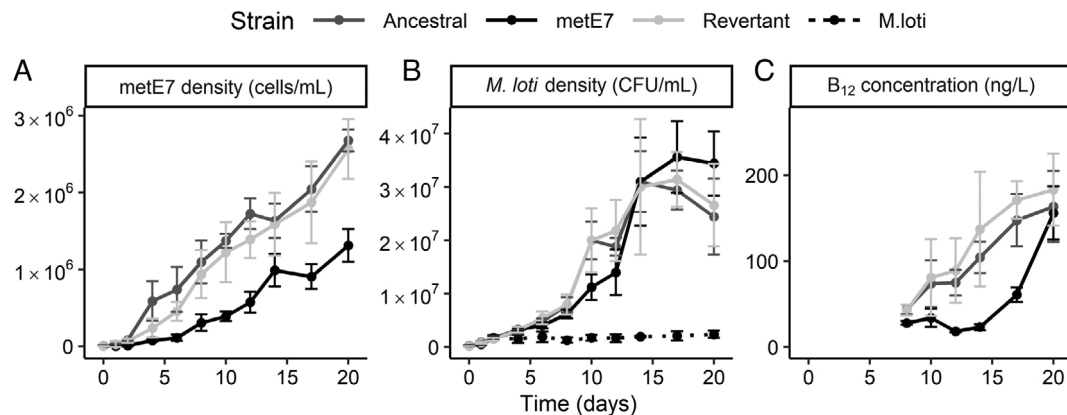 Strain Ancestral metE7 Revertant M.loti
A B C
metE7 density (cells/mL) M. loti density (CFU/mL) B₁₂ concentration (ng/L)
3 × 10⁶
2 × 10⁶
1 × 10⁶
0
4 × 10⁷
3 × 10⁷
2 × 10⁷
1 × 10⁷
0
200
100
0
0 5 10 15 20 0 5 10 15 20 0 5 10 15 20
Time (days)